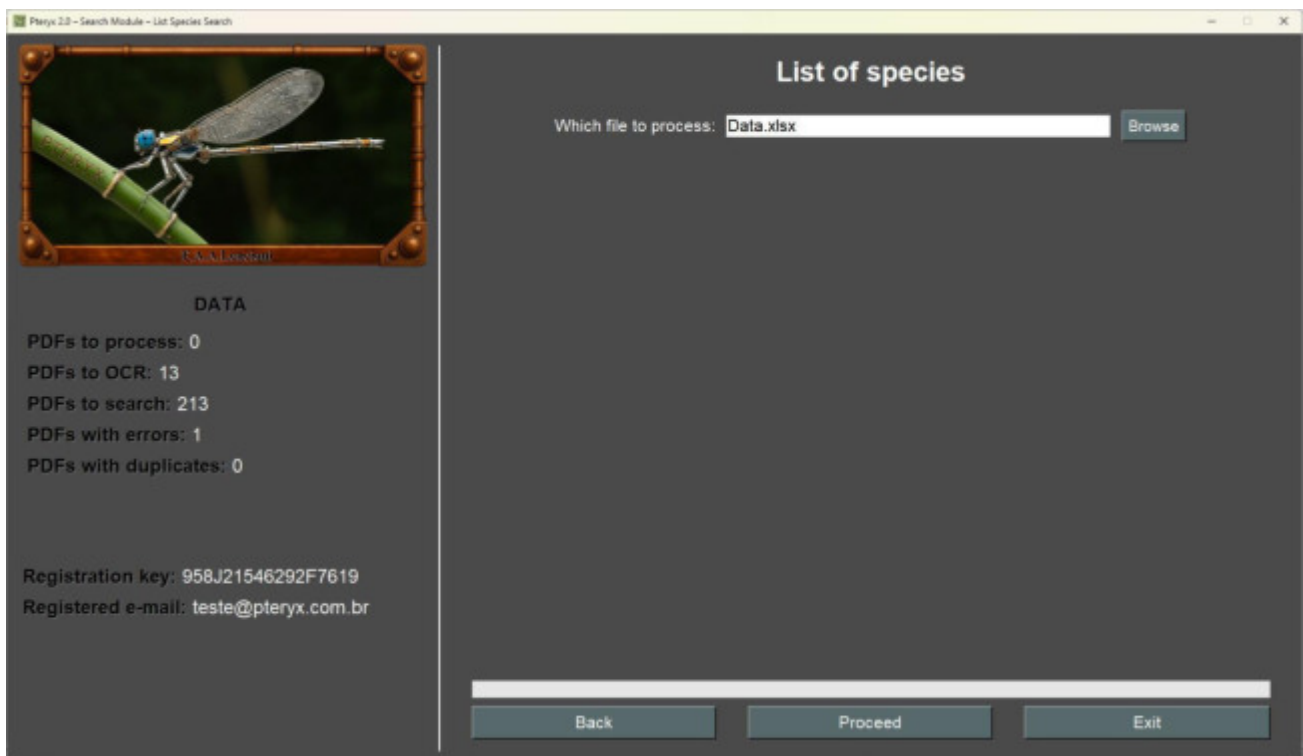 Pteryx 2.0 – Search Module – List Species Search
PTERYX
DATA
PDFs to process: 0
PDFs to OCR: 13
PDFs to search: 213
PDFs with errors: 1
PDFs with duplicates: 0
Registration key: 958J21546292F7619
Registered e-mail: teste@pteryx.com.br
List of species
Which file to process: Data.xlsx Browse
Back Proceed Exit